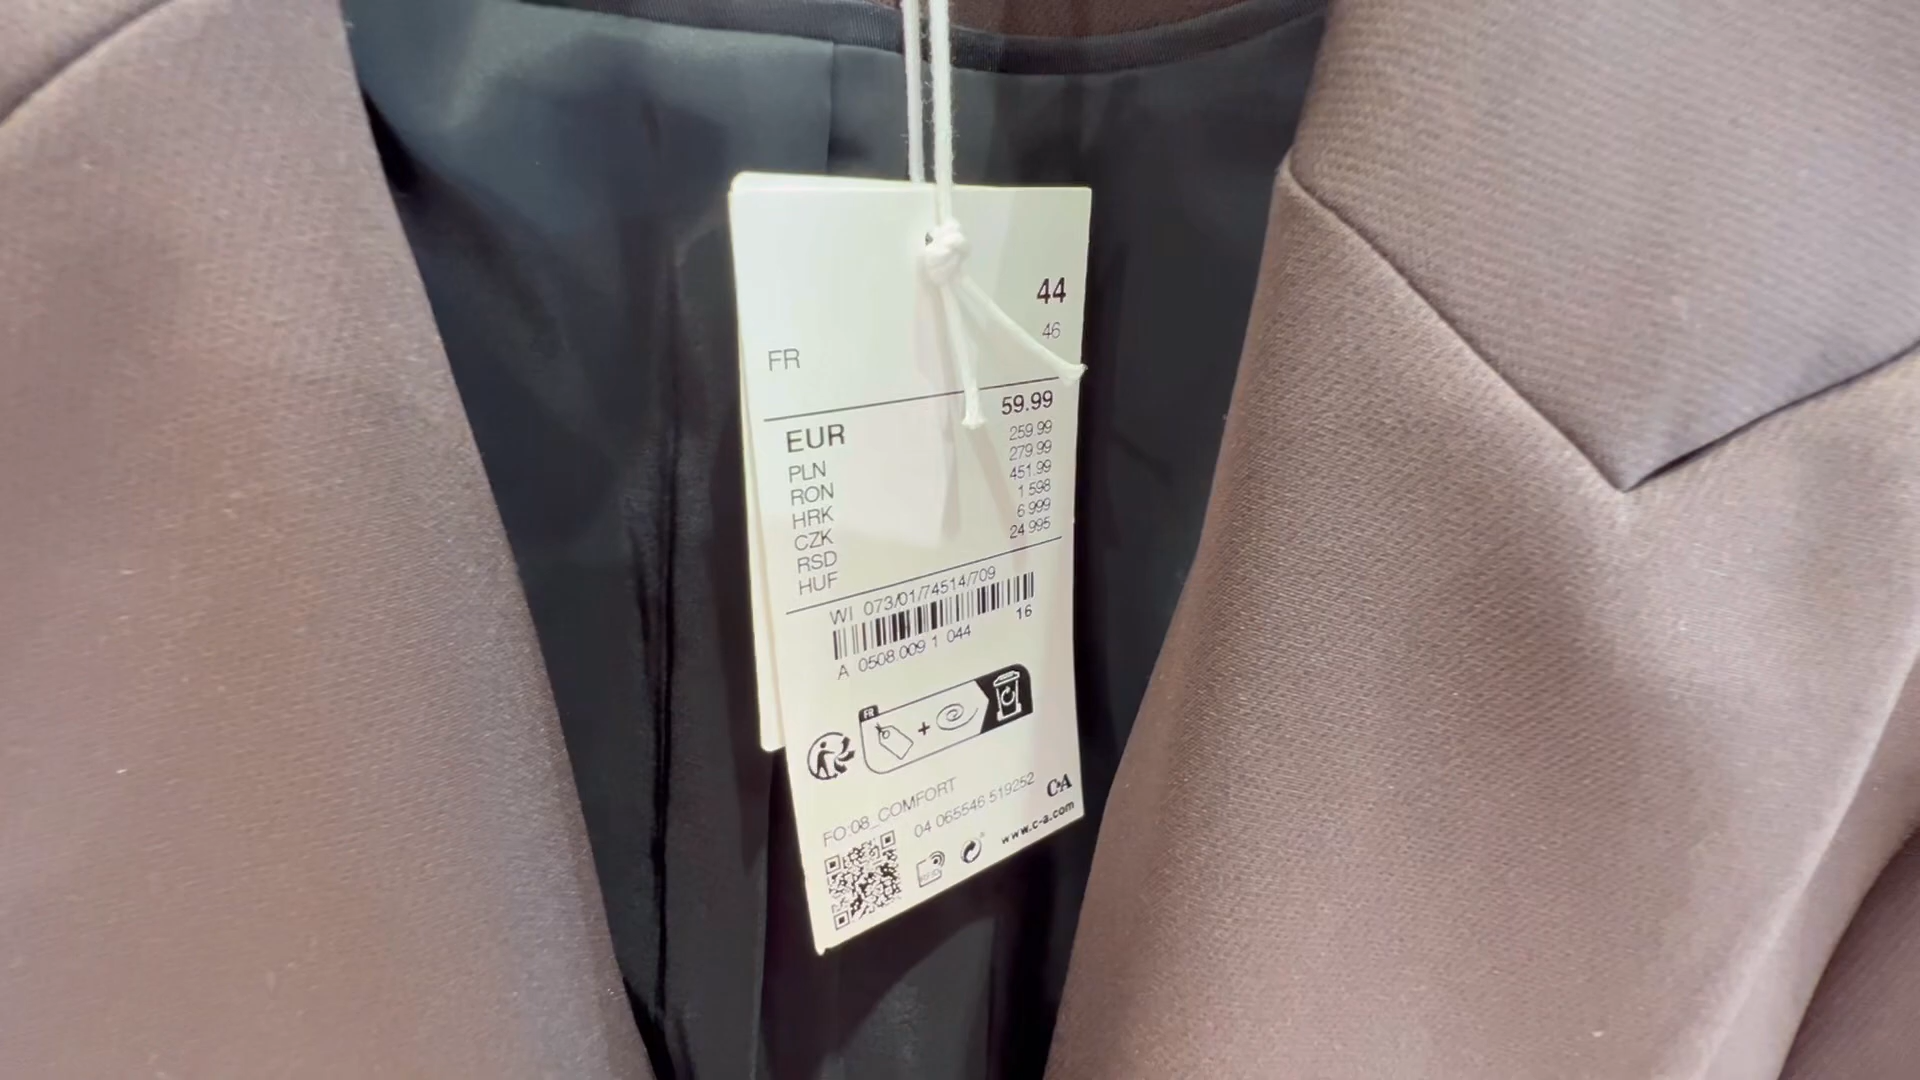 44
FR 46
EUR 59.99
PLN 259.99
RON 279.99
HRK 451.99
CZK 1 598
RSD 6 999
HUF 24 995
WI 073/01/74514/709
16
A 0508.009 1 044
FR
+
FO:08_COMFORT
04 065546 519252
C&A
www.c-a.com
RFID